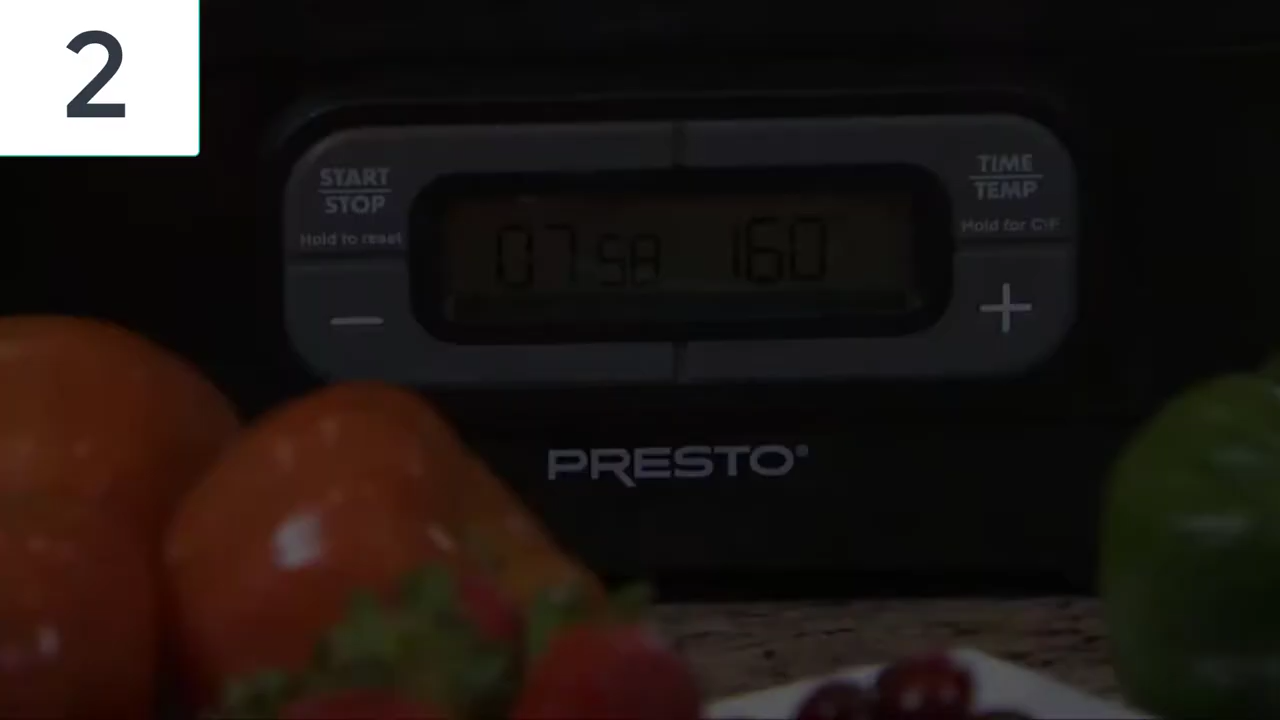 2
START
STOP
Hold to reset
TIME
TEMP
Hold for C°/F°
07:58 160
−
+
PRESTO®